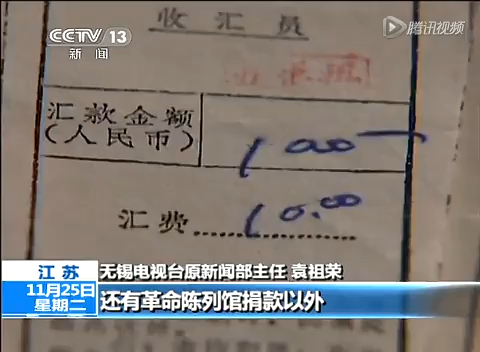 CCTV 13
新闻
腾讯视频
收汇员
汇款金额
(人民币)
汇费
10.00
江苏
11月25日
星期二
无锡电视台原新闻部主任 袁祖荣
还有革命陈列馆捐款以外